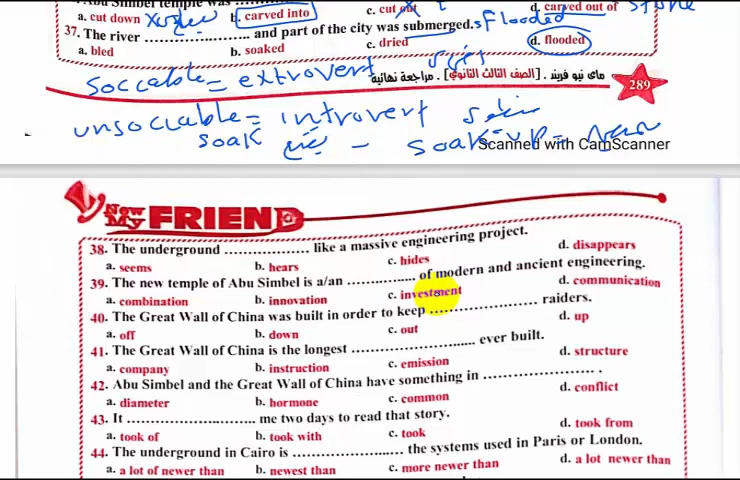 a. cut down b. carved into c. cut out d. carved out of
37. The river .................... and part of the city was submerged. Flooded
a. bled b. soaked c. dried d. flooded
soccable = extrovert
ماى نيو فريند . [الصف الثالث الثانوي] . مراجعة نهائية
289
unsoccable = introvert
soak ينقع - soak up =
Scanned with CamScanner
New My FRIEND
38. The underground .................... like a massive engineering project.
a. seems b. hears c. hides d. disappears
39. The new temple of Abu Simbel is a/an .................... of modern and ancient engineering.
a. combination b. innovation c. investment d. communication
40. The Great Wall of China was built in order to keep .......................... raiders.
a. off b. down c. out d. up
41. The Great Wall of China is the longest .............................. ever built.
a. company b. instruction c. emission d. structure
42. Abu Simbel and the Great Wall of China have something in ............................ .
a. diameter b. hormone c. common d. conflict
43. It ................................ me two days to read that story.
a. took of b. took with c. took d. took from
44. The underground in Cairo is ........................... the systems used in Paris or London.
a. a lot of newer than b. newest than c. more newer than d. a lot newer than